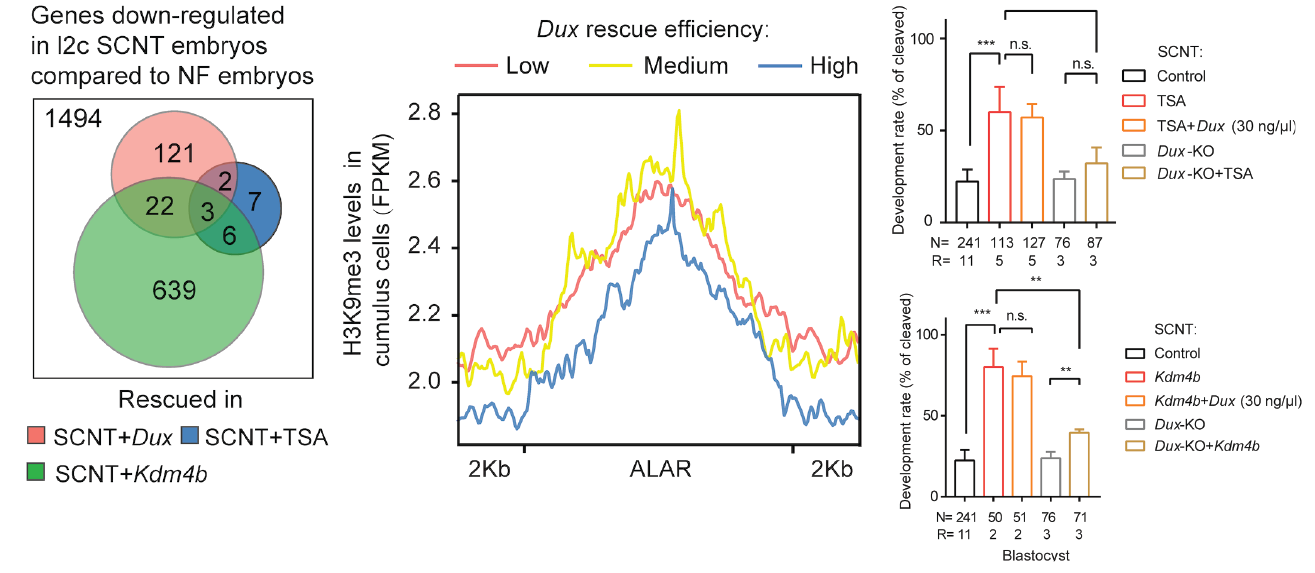 Genes down-regulated
in l2c SCNT embryos
compared to NF embryos
1494
121
2
7
22
3
6
639
Rescued in
SCNT+Dux
SCNT+TSA
SCNT+Kdm4b
Dux rescue efficiency:
Low
Medium
High
H3K9me3 levels in
cumulus cells (FPKM)
2.8
2.6
2.4
2.2
2.0
2Kb
ALAR
2Kb
Development rate (% of cleaved)
100
50
0
***
n.s.
n.s.
N= 241 113 127 76 87
R= 11 5 5 3 3
SCNT:
Control
TSA
TSA+Dux (30 ng/μl)
Dux-KO
Dux-KO+TSA
Development rate (% of cleaved)
100
50
0
**
***
n.s.
**
N= 241 50 51 76 71
R= 11 2 2 3 3
Blastocyst
SCNT:
Control
Kdm4b
Kdm4b+Dux (30 ng/μl)
Dux-KO
Dux-KO+Kdm4b